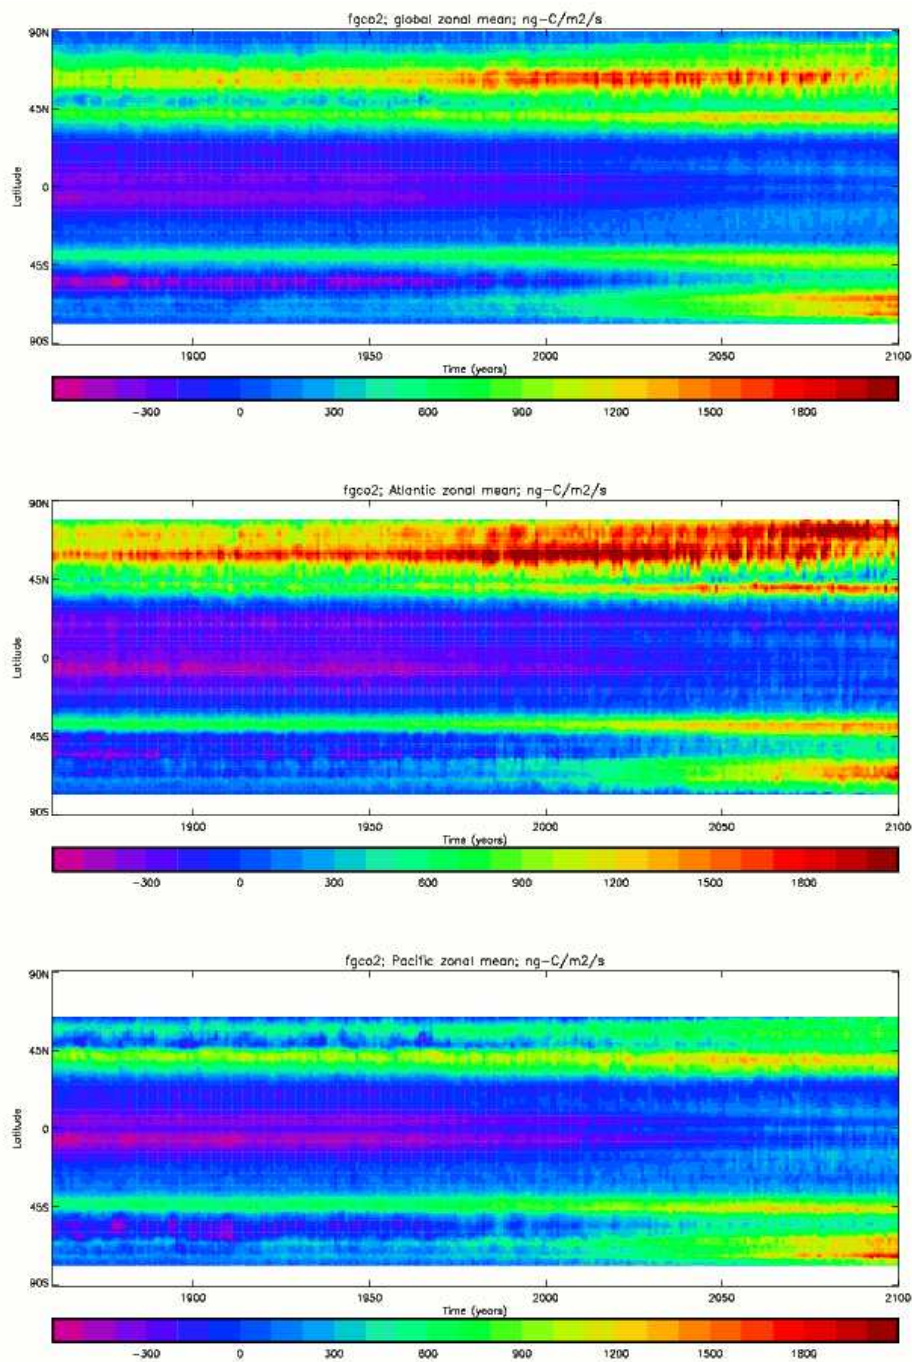 fgco2; global zonal mean; ng-C/m2/s
90N
45N
0
45S
90S
Latitude
1900 1950 2000 2050 2100
Time (years)
-300 0 300 600 900 1200 1500 1800
fgco2; Atlantic zonal mean; ng-C/m2/s
90N
45N
0
45S
90S
Latitude
1900 1950 2000 2050 2100
Time (years)
-300 0 300 600 900 1200 1500 1800
fgco2; Pacific zonal mean; ng-C/m2/s
90N
45N
0
45S
90S
Latitude
1900 1950 2000 2050 2100
Time (years)
-300 0 300 600 900 1200 1500 1800